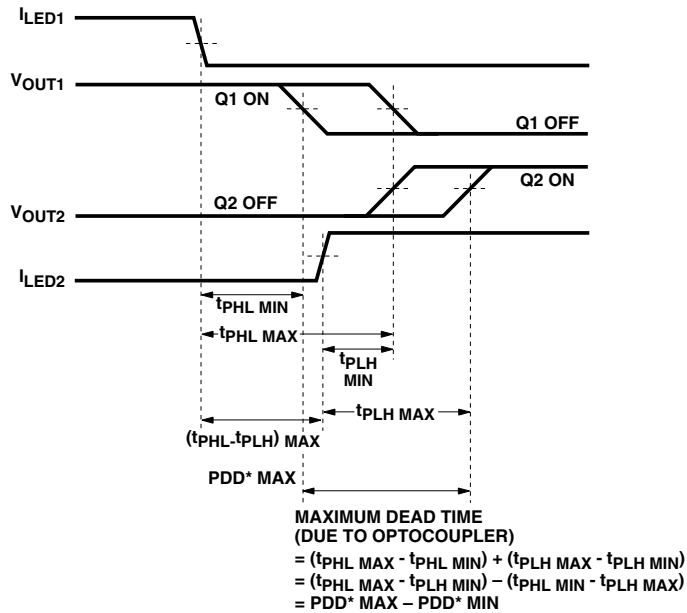 ILED1
VOUT1
Q1 ON
Q1 OFF
Q2 OFF
Q2 ON
VOUT2
ILED2
tPHL MIN
tPHL MAX
tPLH
MIN
tPLH MAX
(tPHL-tPLH) MAX
PDD* MAX
MAXIMUM DEAD TIME
(DUE TO OPTOCOUPLER)
= (tPHL MAX - tPHL MIN) + (tPLH MAX - tPLH MIN)
= (tPHL MAX - tPLH MIN) – (tPHL MIN - tPLH MAX)
= PDD* MAX – PDD* MIN